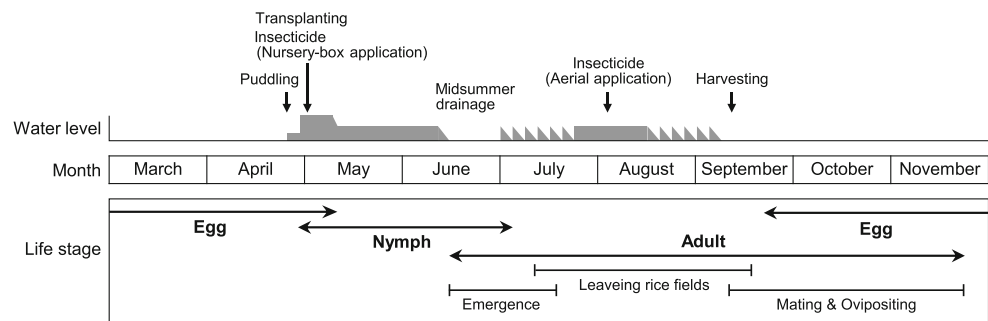 Transplanting
Insecticide
(Nursery-box application)
Puddling
Midsummer
drainage
Insecticide
(Aerial application)
Harvesting
Water level
Month March April May June July August September October November
Life stage
Egg
Nymph
Adult
Egg
Leaveing rice fields
Emergence
Mating & Ovipositing